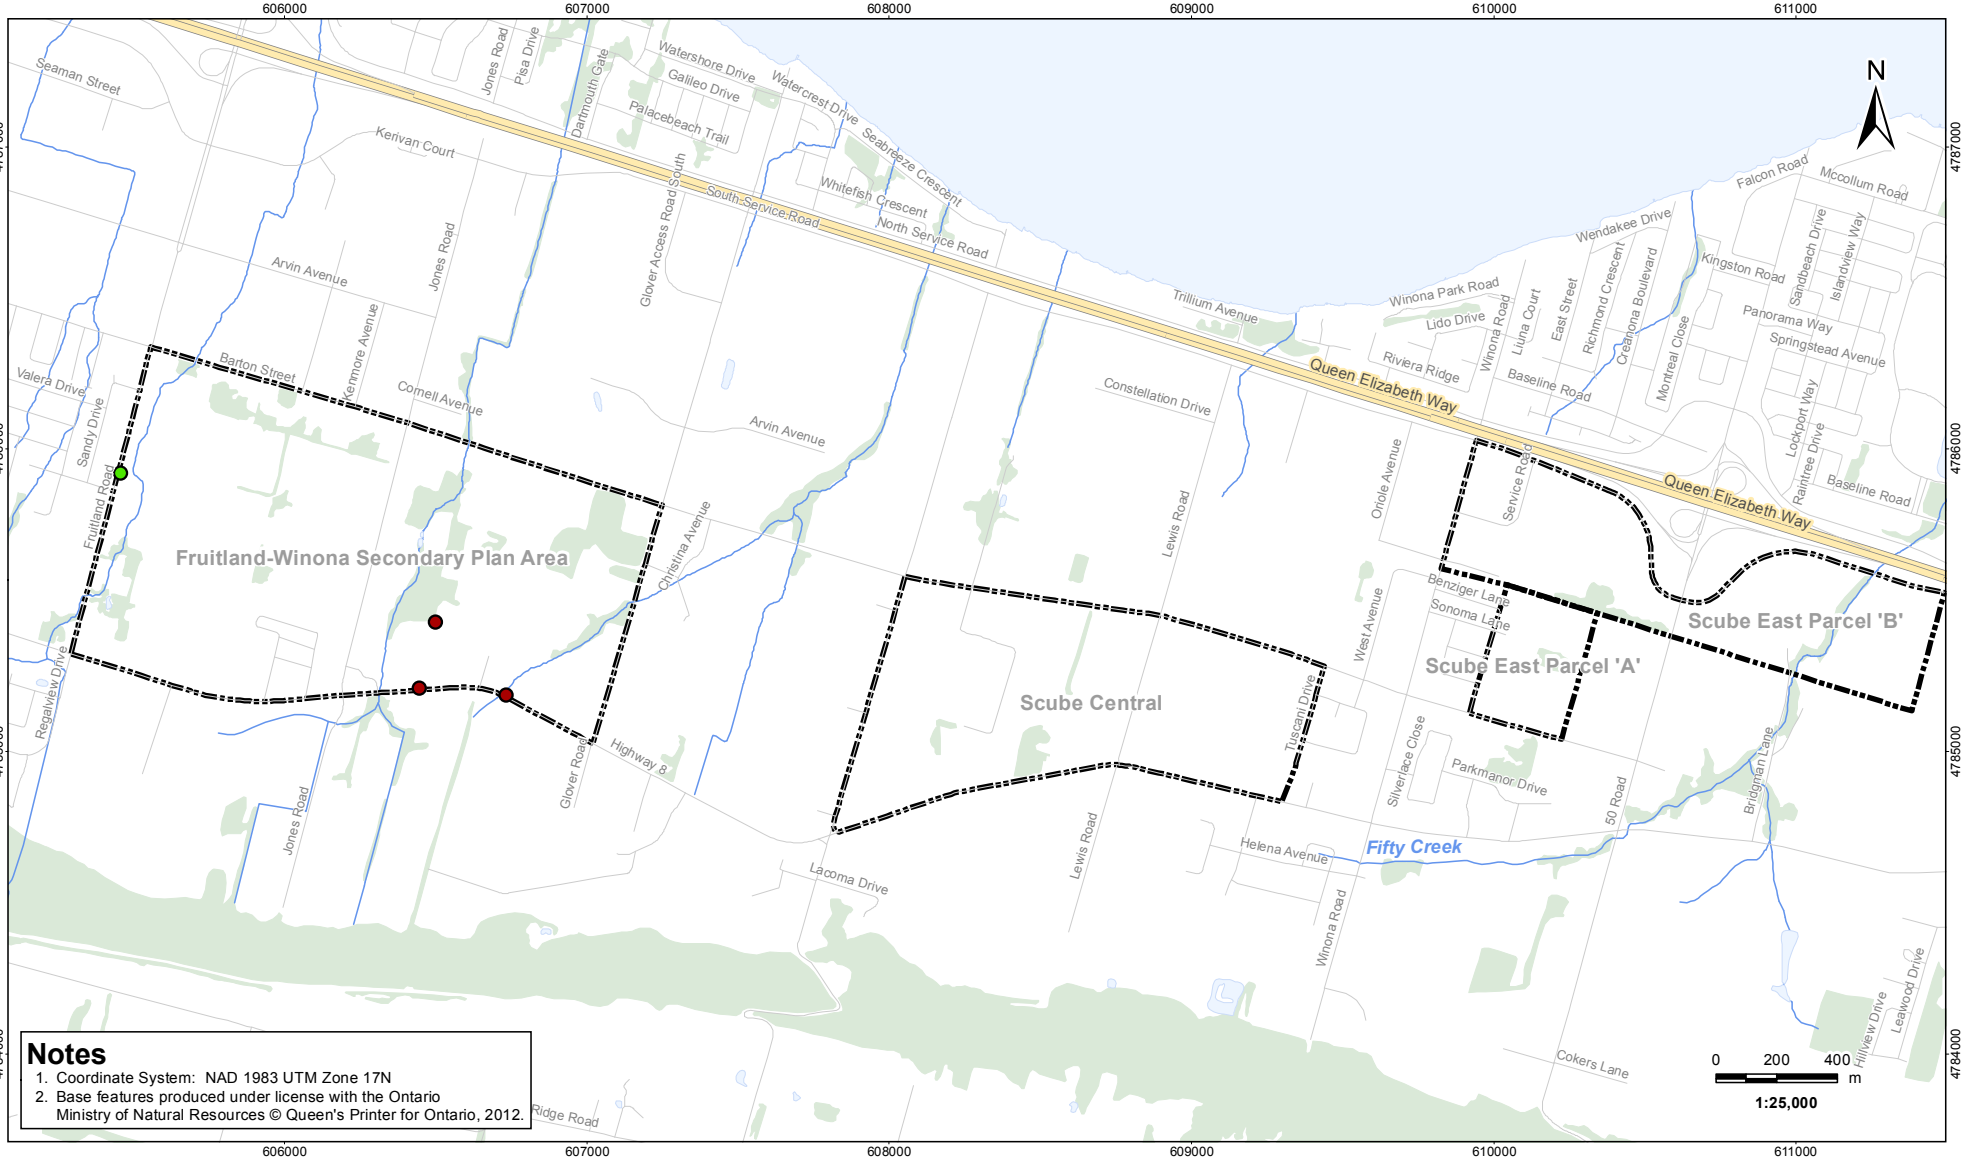 606000
607000
608000
609000
610000
611000
Seaman Street
Jones Road
Pisa Drive
Dartmouth Gate
Watershore Drive
Galileo Drive
Palacebeach Trail
Watercrest Drive
Seabreeze Crescent
Whitefish Crescent
North Service Road
South Service Road
Kerivan Court
Glover Access Road South
N
4787000
Falcon Road
Mccollum Road
Wendakee Drive
Kingston Road
Sandbeach Drive
Islandview Way
Panorama Way
Springstead Avenue
Arvin Avenue
Jones Road
Kenmore Avenue
Trillium Avenue
Winona Park Road
Lido Drive
Riviera Ridge
Winona Road
Liuna Court
East Street
Richmond Crescent
Creanona Boulevard
Montreal Close
Baseline Road
Queen Elizabeth Way
Lockport Way
Raintree Drive
Baseline Road
Queen Elizabeth Way
Valera Drive
Sandy Drive
Barton Street
Cornell Avenue
Constellation Drive
Arvin Avenue
4786000
Fruitland Road
Fruitland-Winona Secondary Plan Area
Christina Avenue
Lewis Road
Oriole Avenue
Service Road
Benziger Lane
Sonoma Lane
West Avenue
Scube East Parcel 'B'
Scube East Parcel 'A'
Scube Central
Regalview Drive
Tuscani Drive
Silverlace Close
Parkmanor Drive
Bridgman Lane
50 Road
4785000
Glover Road
Highway 8
Jones Road
Lewis Road
Lacoma Drive
Helena Avenue
Fifty Creek
Winona Road
Hillview Drive
Leawood Drive
Cokers Lane
4784000
Ridge Road
Notes
1. Coordinate System: NAD 1983 UTM Zone 17N
2. Base features produced under license with the Ontario
Ministry of Natural Resources © Queen's Printer for Ontario, 2012.
0 200 400
m
1:25,000
606000
607000
608000
609000
610000
611000